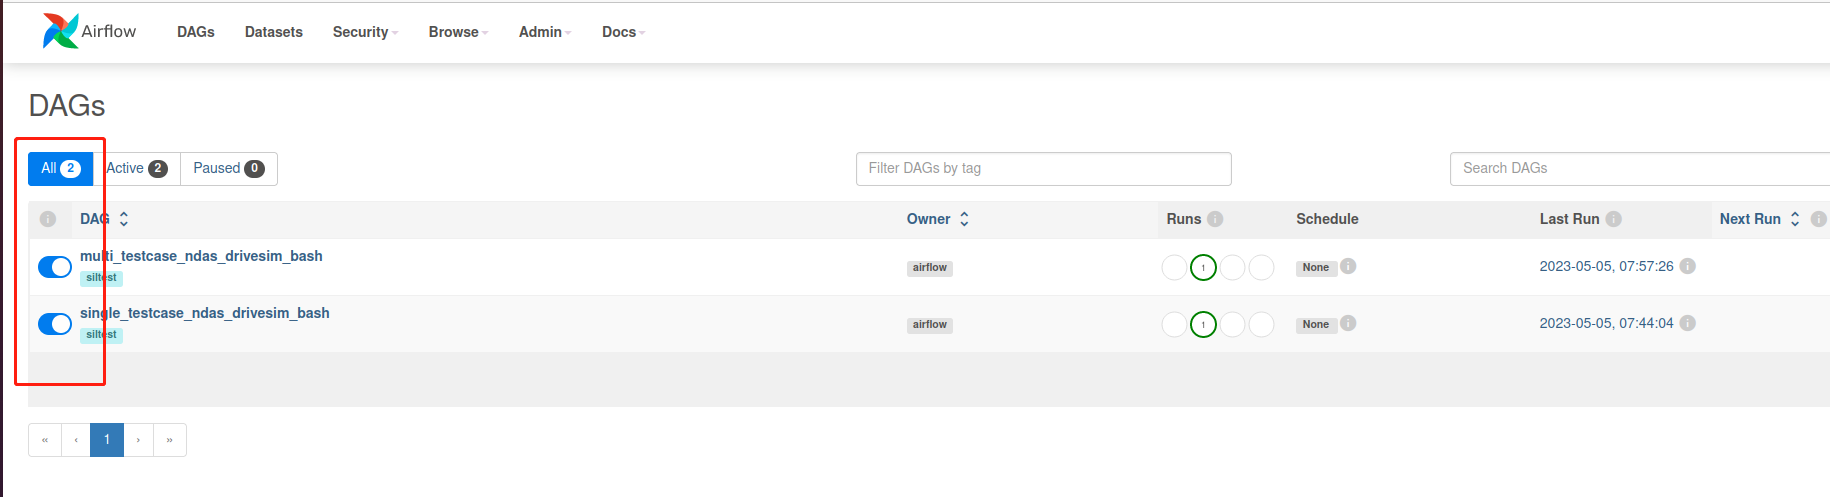 Airflow DAGs Datasets Security Browse Admin Docs
DAGs
All 2 Active 2 Paused 0 Filter DAGs by tag Search DAGs
i DAG Owner Runs i Schedule Last Run i Next Run i
multi_testcase_ndas_drivesim_bash
siltest airflow 1 None i 2023-05-05, 07:57:26 i
single_testcase_ndas_drivesim_bash
siltest airflow 1 None i 2023-05-05, 07:44:04 i
« ‹ 1 › »